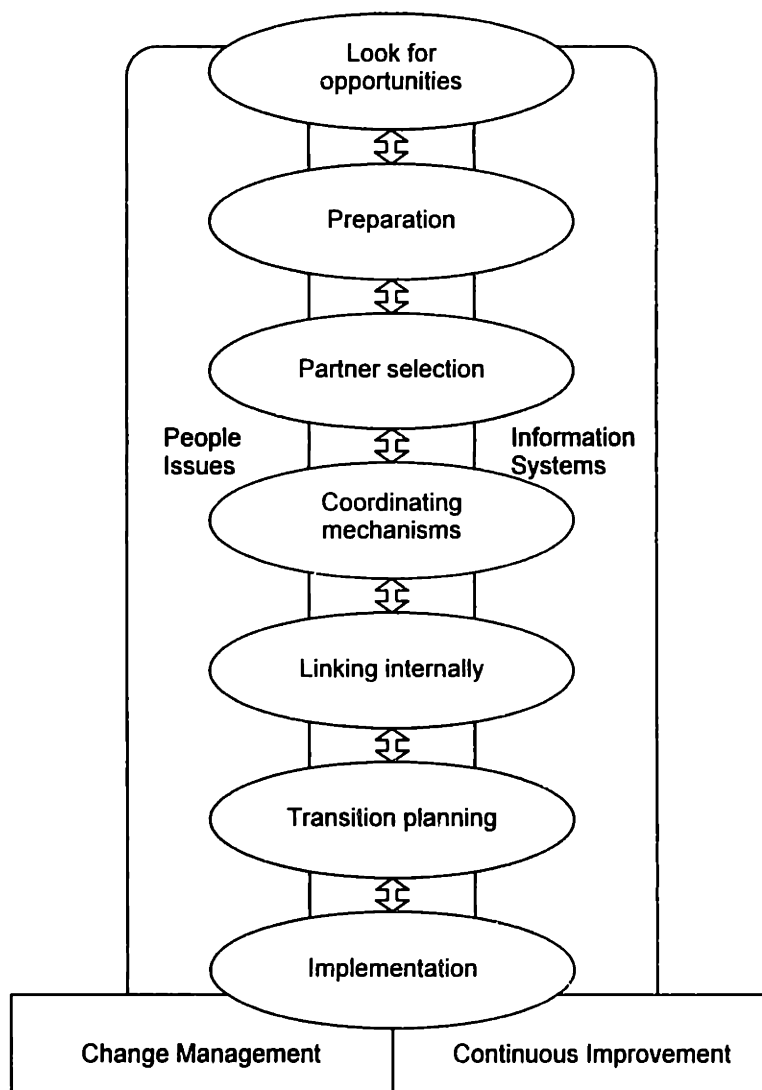 Look for
opportunities
Preparation
Partner selection
People
Issues
Information
Systems
Coordinating
mechanisms
Linking internally
Transition planning
Implementation
Change Management
Continuous Improvement